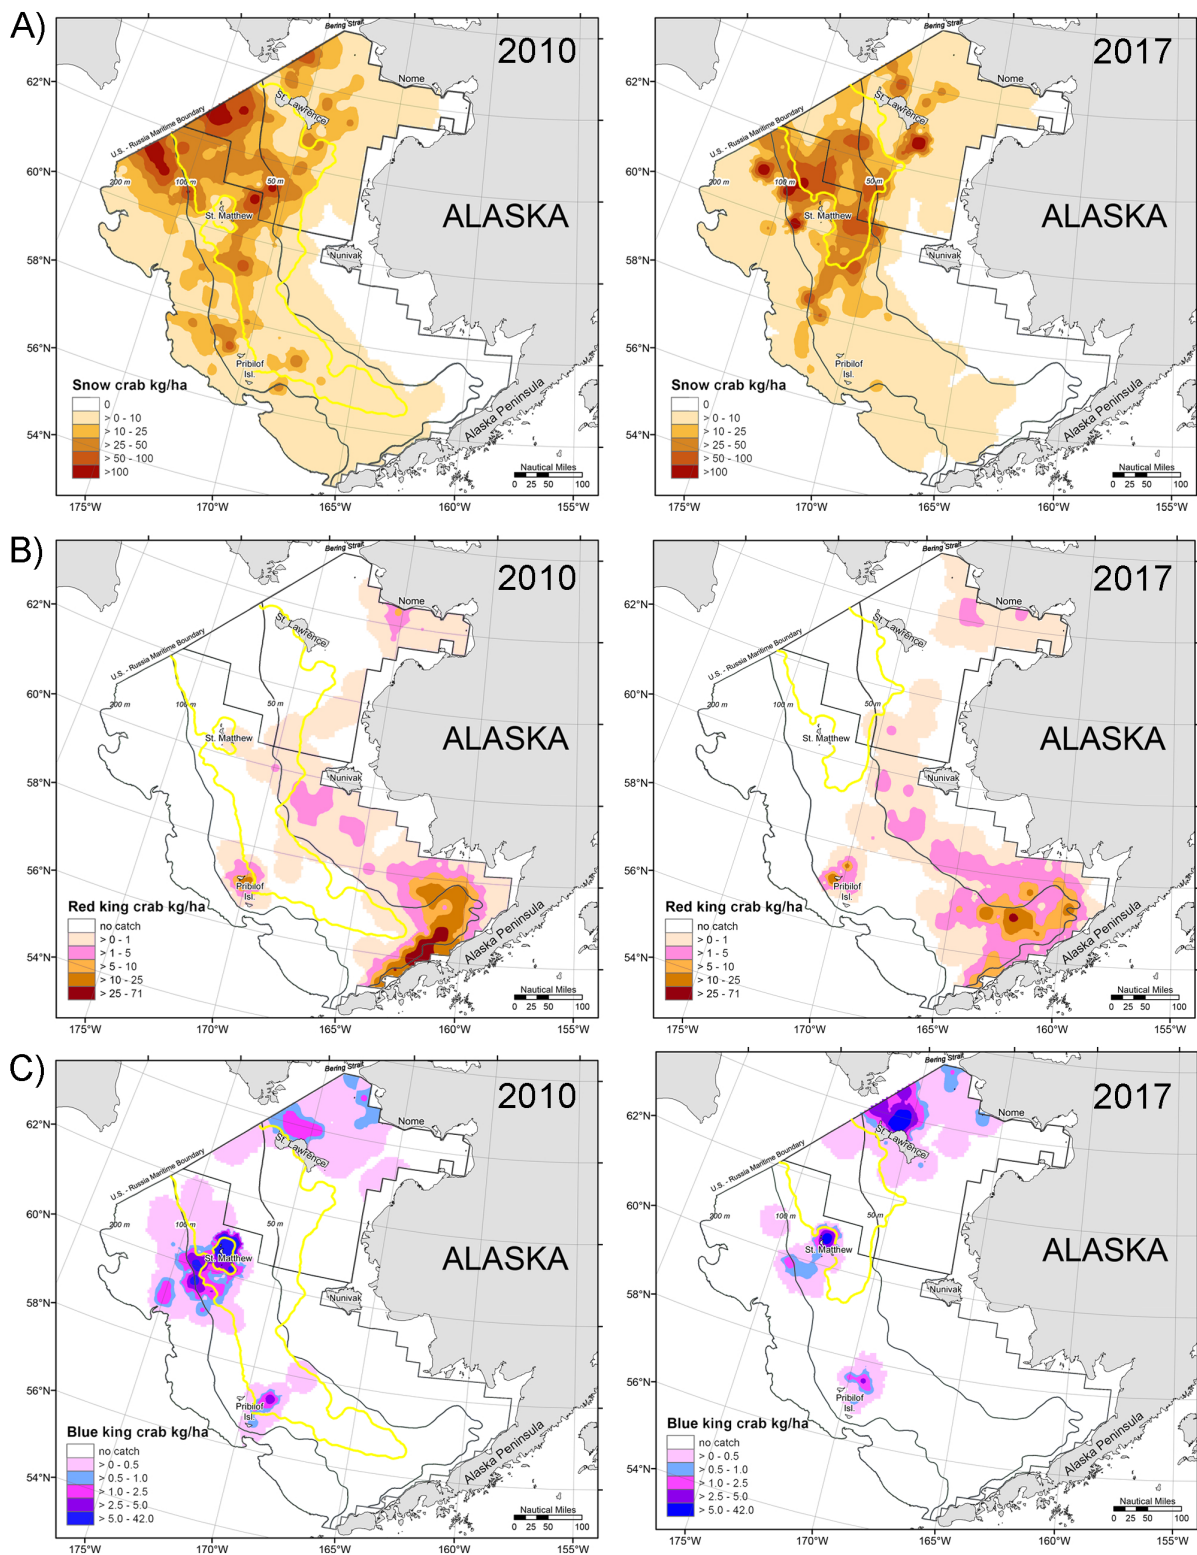 A)
2010
Bering Strait
Nome
62°N
St. Lawrence
U.S. - Russia Maritime Boundary
60°N
200 m
100 m
50 m
St. Matthew
ALASKA
58°N
Nunivak
56°N
Pribilof
Isl.
Snow crab kg/ha
0
> 0 - 10
> 10 - 25
> 25 - 50
> 50 - 100
>100
54°N
Alaska Peninsula
Nautical Miles
0 25 50 100
175°W
170°W
165°W
160°W
155°W
2017
Bering Strait
Nome
62°N
St. Lawrence
U.S. - Russia Maritime Boundary
60°N
200 m
100 m
50 m
St. Matthew
ALASKA
58°N
Nunivak
56°N
Pribilof
Isl.
Snow crab kg/ha
0
> 0 - 10
> 10 - 25
> 25 - 50
> 50 - 100
>100
54°N
Alaska Peninsula
Nautical Miles
0 25 50 100
175°W
170°W
165°W
160°W
155°W
B)
2010
Bering Strait
Nome
62°N
St. Lawrence
U.S. - Russia Maritime Boundary
60°N
200 m
100 m
50 m
St. Matthew
ALASKA
58°N
Nunivak
56°N
Pribilof
Isl.
Red king crab kg/ha
no catch
> 0 - 1
> 1 - 5
> 5 - 10
> 10 - 25
> 25 - 71
54°N
Alaska Peninsula
Nautical Miles
0 25 50 100
175°W
170°W
165°W
160°W
155°W
2017
Bering Strait
Nome
62°N
St. Lawrence
U.S. - Russia Maritime Boundary
60°N
200 m
100 m
50 m
St. Matthew
ALASKA
58°N
Nunivak
56°N
Pribilof
Isl.
Red king crab kg/ha
no catch
> 0 - 1
> 1 - 5
> 5 - 10
> 10 - 25
> 25 - 71
54°N
Alaska Peninsula
Nautical Miles
0 25 50 100
175°W
170°W
165°W
160°W
155°W
C)
2010
Bering Strait
Nome
62°N
St. Lawrence
U.S. - Russia Maritime Boundary
60°N
200 m
100 m
50 m
St. Matthew
ALASKA
58°N
Nunivak
56°N
Pribilof
Isl.
Blue king crab kg/ha
no catch
> 0 - 0.5
> 0.5 - 1.0
> 1.0 - 2.5
> 2.5 - 5.0
> 5.0 - 42.0
54°N
Alaska Peninsula
Nautical Miles
0 25 50 100
175°W
170°W
165°W
160°W
155°W
2017
Bering Strait
Nome
62°N
St. Lawrence
U.S. - Russia Maritime Boundary
60°N
200 m
100 m
50 m
St. Matthew
ALASKA
58°N
Nunivak
56°N
Pribilof
Isl.
Blue king crab kg/ha
no catch
> 0 - 0.5
> 0.5 - 1.0
> 1.0 - 2.5
> 2.5 - 5.0
> 5.0 - 42.0
54°N
Alaska Peninsula
Nautical Miles
0 25 50 100
175°W
170°W
165°W
160°W
155°W